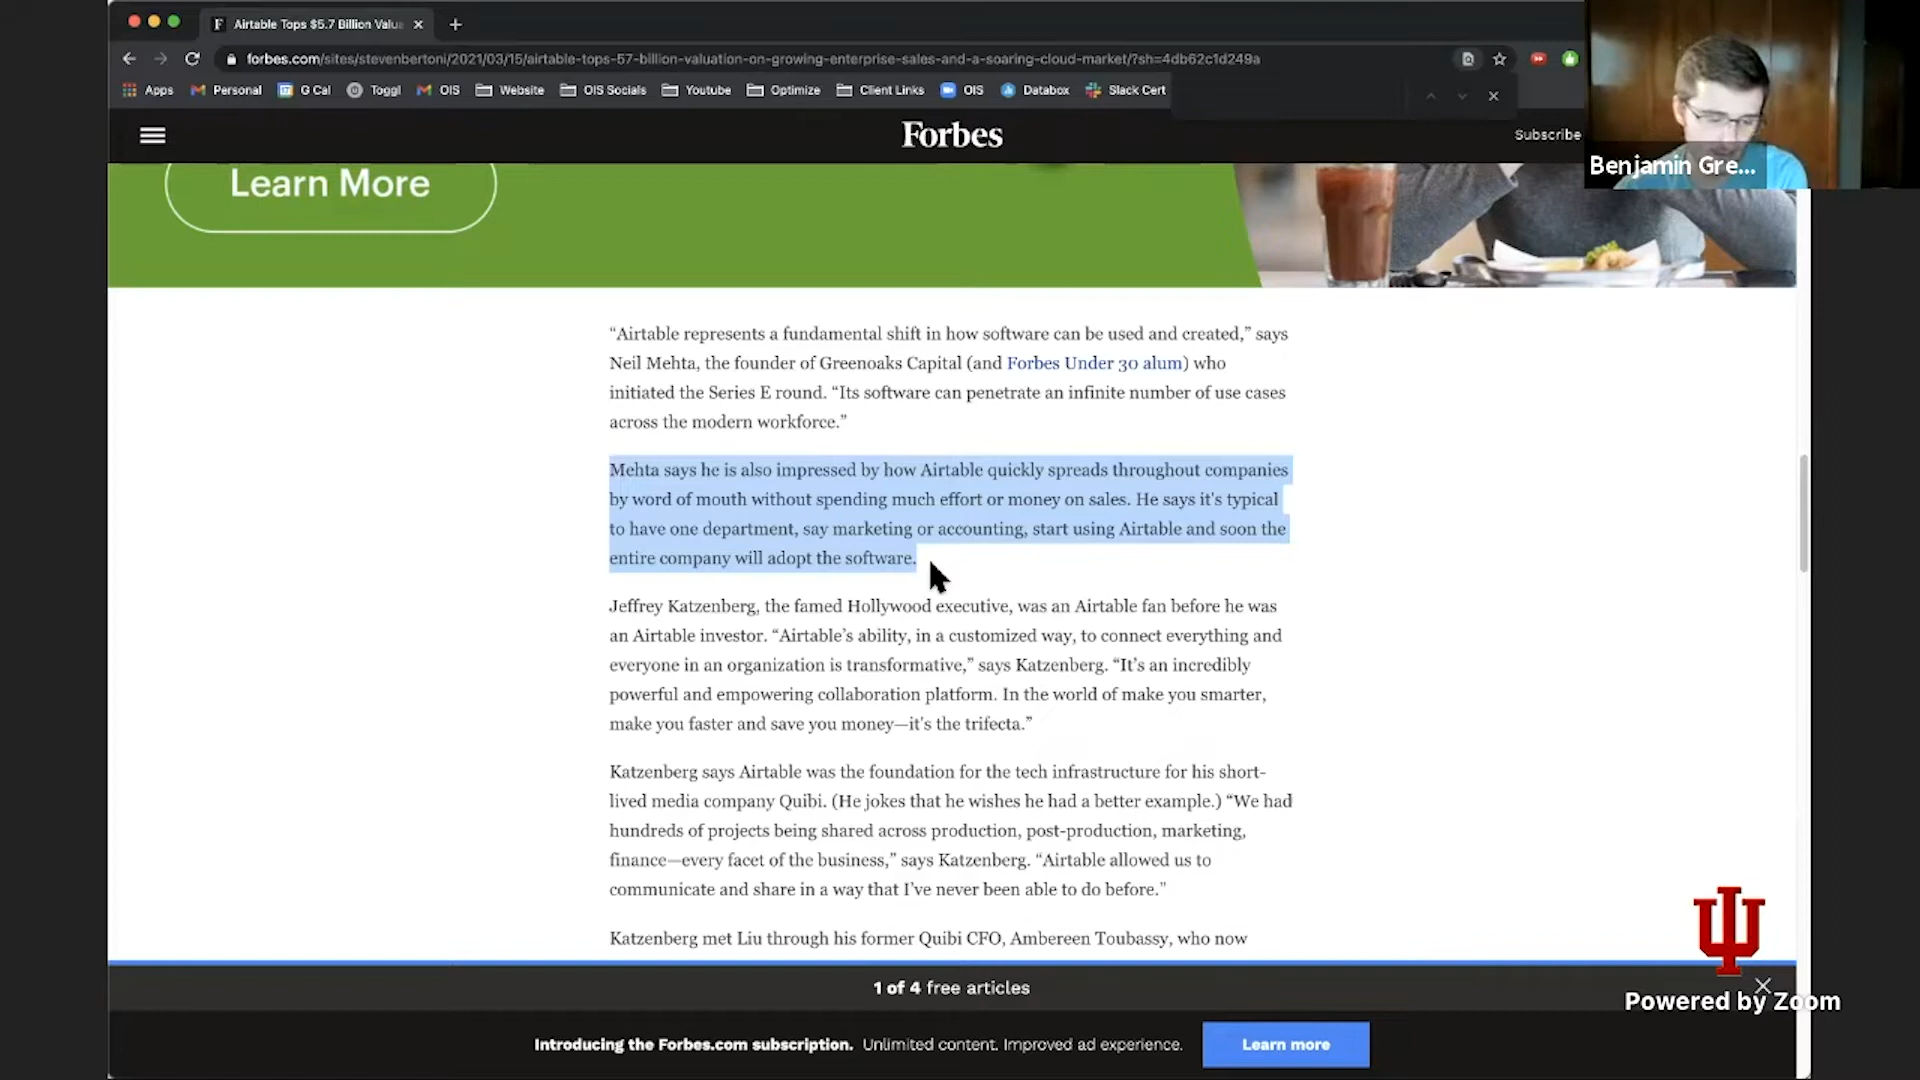 Airtable Tops $5.7 Billion Valu
forbes.com/sites/stevenbertoni/2021/03/15/airtable-tops-57-billion-valuation-on-growing-enterprise-sales-and-a-soaring-cloud-market/?sh=4db62c1d249a
Apps Personal G Cal Toggl OIS Website OIS Socials Youtube Optimize Client Links OIS Databox Slack Cert
Forbes
Subscribe
Benjamin Gre...
Learn More
“Airtable represents a fundamental shift in how software can be used and created,” says
Neil Mehta, the founder of Greenoaks Capital (and Forbes Under 30 alum) who
initiated the Series E round. “Its software can penetrate an infinite number of use cases
across the modern workforce.”
Mehta says he is also impressed by how Airtable quickly spreads throughout companies
by word of mouth without spending much effort or money on sales. He says it's typical
to have one department, say marketing or accounting, start using Airtable and soon the
entire company will adopt the software.
Jeffrey Katzenberg, the famed Hollywood executive, was an Airtable fan before he was
an Airtable investor. “Airtable’s ability, in a customized way, to connect everything and
everyone in an organization is transformative,” says Katzenberg. “It’s an incredibly
powerful and empowering collaboration platform. In the world of make you smarter,
make you faster and save you money—it's the trifecta.”
Katzenberg says Airtable was the foundation for the tech infrastructure for his short-
lived media company Quibi. (He jokes that he wishes he had a better example.) “We had
hundreds of projects being shared across production, post-production, marketing,
finance—every facet of the business,” says Katzenberg. “Airtable allowed us to
communicate and share in a way that I’ve never been able to do before."
Katzenberg met Liu through his former Quibi CFO, Ambereen Toubassy, who now
1 of 4 free articles
Powered by Zoom
Introducing the Forbes.com subscription. Unlimited content. Improved ad experience.
Learn more